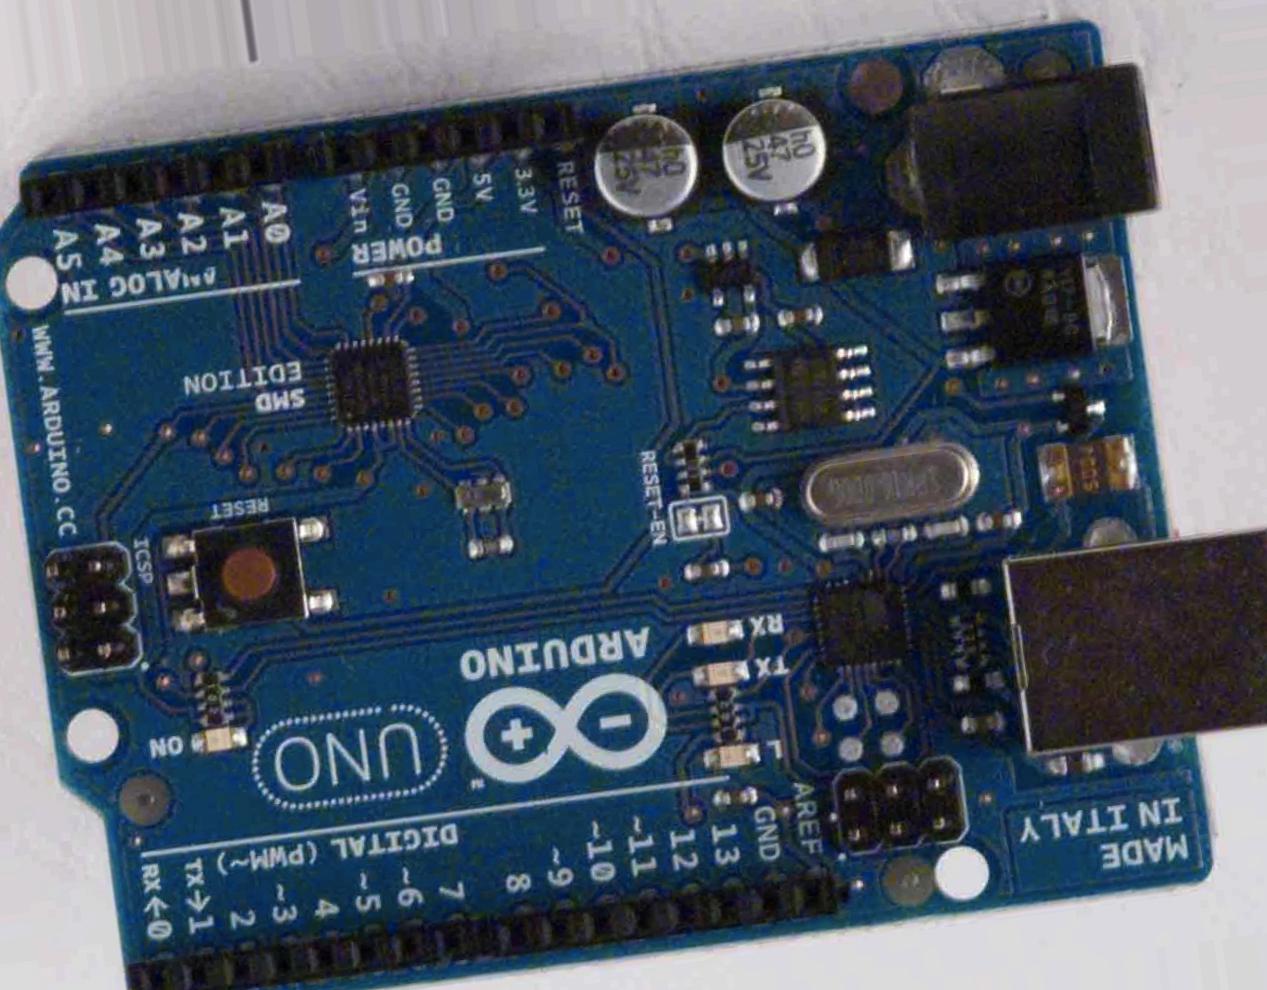 MADE
IN ITALY
AREF
GND
13
12
~11
~10
~9
8
7
~6
~5
4
~3
2
TX→1
RX←0
DIGITAL (PWM~)
UNO
ARDUINO
ON
L
TX
RX
ICSP
RESET
RESET-EN
SMD
EDITION
WWW.ARDUINO.CC
ANALOG IN
A5
A4
A3
A2
A1
A0
POWER
Vin
GND
GND
5V
3.3V
RESET
h0
47
25V
h0
47
25V